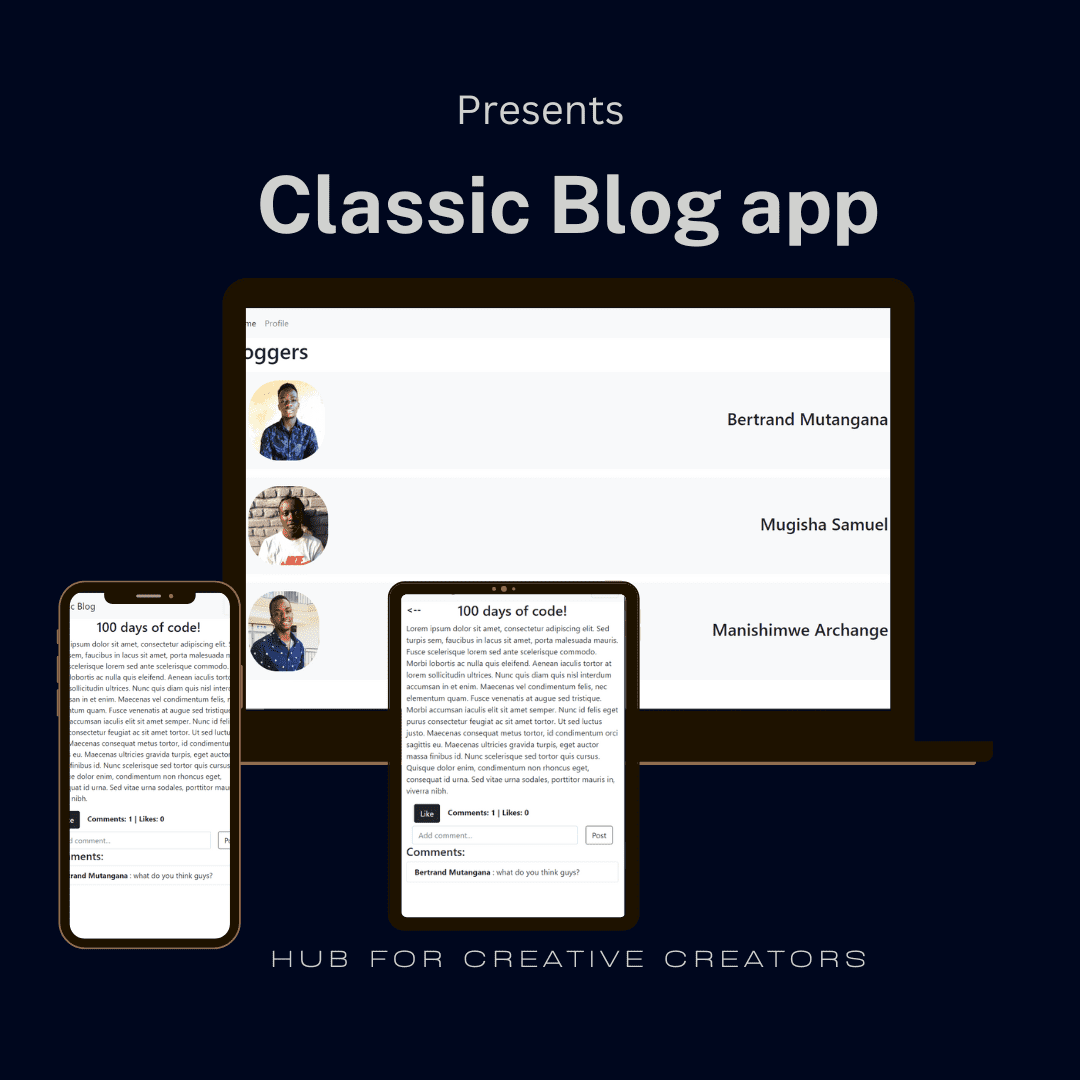 Presents
Classic Blog app
me Profile
oggers
Bertrand Mutangana
Mugisha Samuel
Manishimwe Archange
c Blog
100 days of code!
ipsum dolor sit amet, consectetur adipiscing elit. S
sem, faucibus in lacus sit amet, porta malesuada m
celerisque lorem sed ante scelerisque commodo.
lobortis ac nulla quis eleifend. Aenean iaculis tortor
sollicitudin ultrices. Nunc quis diam quis nisl interd
san in et enim. Maecenas vel condimentum felis, n
ntum quam. Fusce venenatis at augue sed tristique
accumsan iaculis elit sit amet semper. Nunc id feli
consectetur feugiat ac sit amet tortor. Ut sed luctu
Maecenas consequat metus tortor, id condimentu
eu. Maecenas ultricies gravida turpis, eget auctor
finibus id. Nunc scelerisque sed tortor quis cursus
e dolor enim, condimentum non rhoncus eget,
uat id urna. Sed vitae urna sodales, porttitor mau
nibh.
e Comments: 1 | Likes: 0
d comment... Po
ments:
rand Mutangana : what do you think guys?
<-- 100 days of code!
Lorem ipsum dolor sit amet, consectetur adipiscing elit. Sed
turpis sem, faucibus in lacus sit amet, porta malesuada mauris.
Fusce scelerisque lorem sed ante scelerisque commodo.
Morbi lobortis ac nulla quis eleifend. Aenean iaculis tortor at
lorem sollicitudin ultrices. Nunc quis diam quis nisl interdum
accumsan in et enim. Maecenas vel condimentum felis, nec
elementum quam. Fusce venenatis at augue sed tristique.
Morbi accumsan iaculis elit sit amet semper. Nunc id felis eget
purus consectetur feugiat ac sit amet tortor. Ut sed luctus
justo. Maecenas consequat metus tortor, id condimentum orci
sagittis eu. Maecenas ultricies gravida turpis, eget auctor
massa finibus id. Nunc scelerisque sed tortor quis cursus.
Quisque dolor enim, condimentum non rhoncus eget,
consequat id urna. Sed vitae urna sodales, porttitor mauris in,
viverra nibh.
Like Comments: 1 | Likes: 0
Add comment... Post
Comments:
Bertrand Mutangana : what do you think guys?
HUB FOR CREATIVE CREATORS